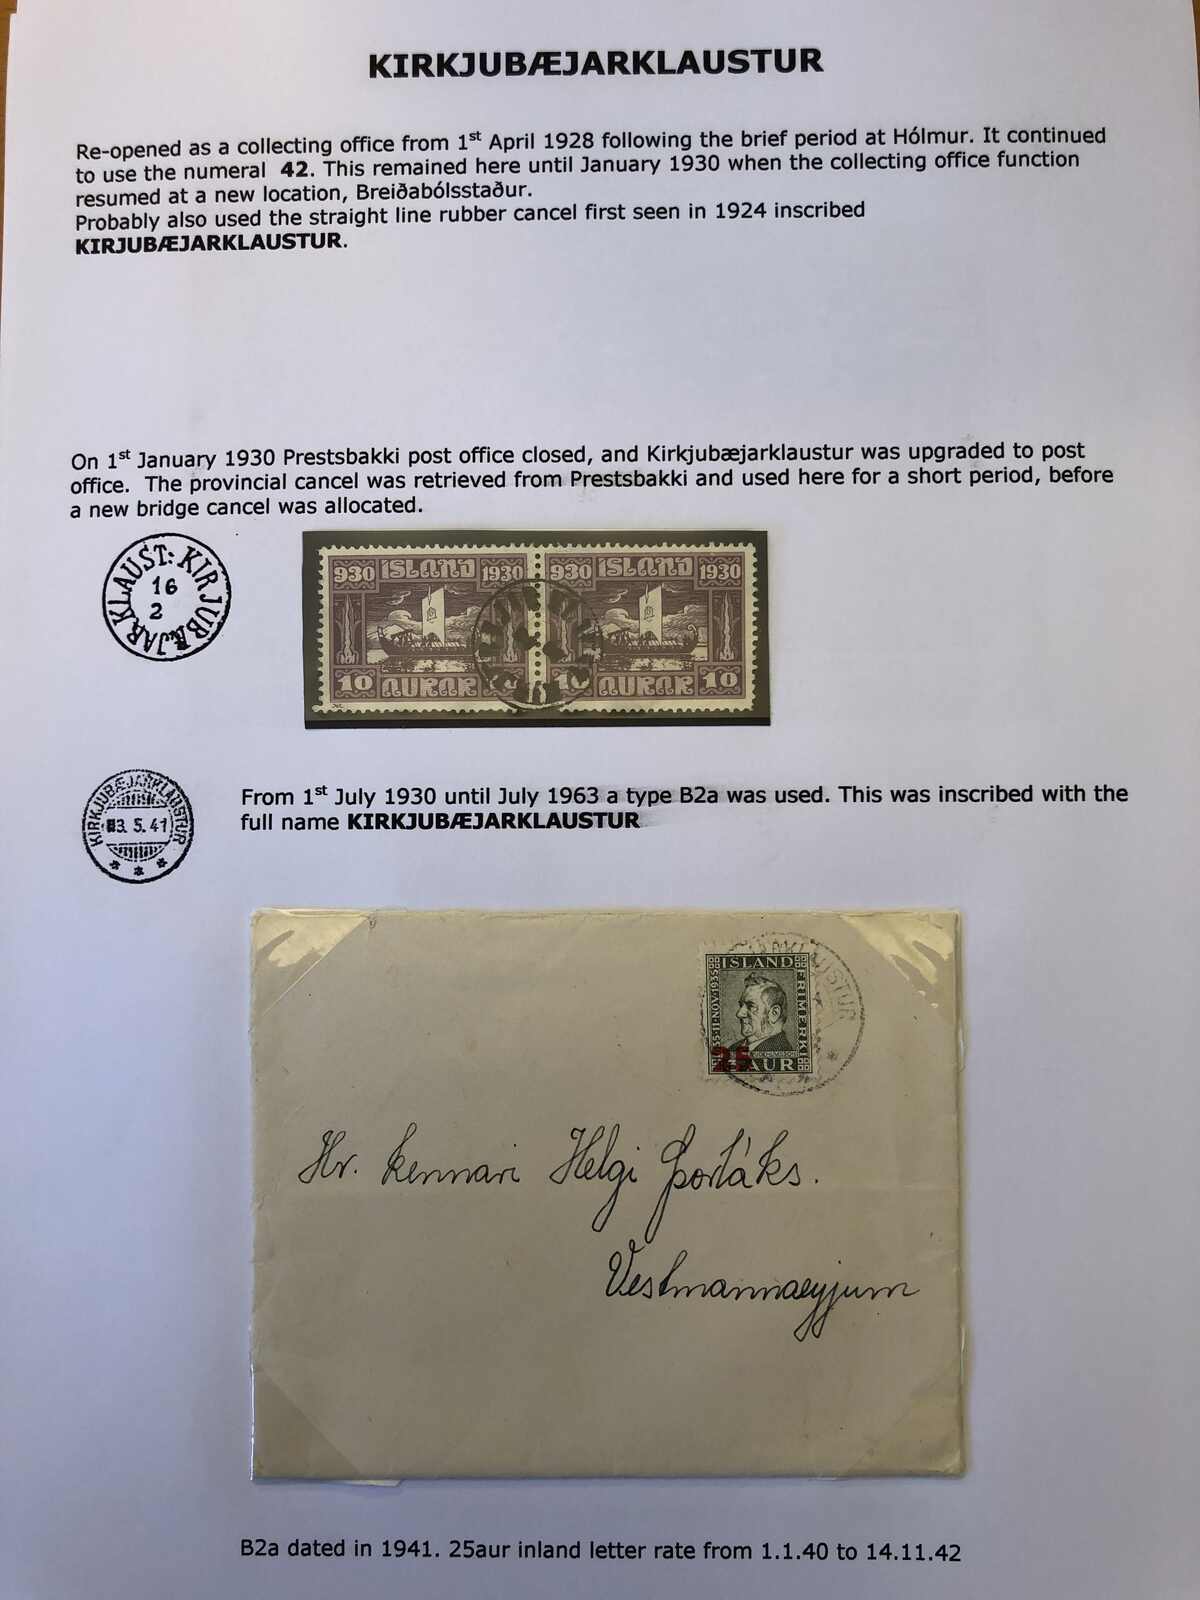 KIRKJUBÆJARKLAUSTUR
Re-opened as a collecting office from 1st April 1928 following the brief period at Hólmur. It continued
to use the numeral 42. This remained here until January 1930 when the collecting office function
resumed at a new location, Breiðabólsstaður.
Probably also used the straight line rubber cancel first seen in 1924 inscribed
KIRJUBÆJARKLAUSTUR.
On 1st January 1930 Prestsbakki post office closed, and Kirkjubæjarklaustur was upgraded to post
office. The provincial cancel was retrieved from Prestsbakki and used here for a short period, before
a new bridge cancel was allocated.
KIRJUBÆJARKLAUST:
16
2
930 ISLAND 1930
10 AURAR
930 ISLAND 1930
10 AURAR 10
KIRKJUBÆJARKLAUSTUR
3.5.41
From 1st July 1930 until July 1963 a type B2a was used. This was inscribed with the
full name KIRKJUBÆJARKLAUSTUR
ÍSLAND
FRIMERKI
11·NOV·1935
25
AUR
Hr. kennari Helgi Þorláks.
Vestmannaeyjum
B2a dated in 1941. 25aur inland letter rate from 1.1.40 to 14.11.42